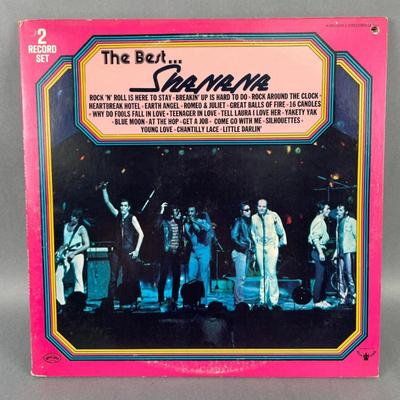 2
RECORD
SET
The Best...
SHANANA
ROCK 'N' ROLL IS HERE TO STAY - BREAKIN' UP IS HARD TO DO - ROCK AROUND THE CLOCK -
HEARTBREAK HOTEL - EARTH ANGEL - ROMEO & JULIET - GREAT BALLS OF FIRE - 16 CANDLES
- WHY DO FOOLS FALL IN LOVE - TEENAGER IN LOVE - TELL LAURA I LOVE HER - YAKETY YAK
- BLUE MOON - AT THE HOP - GET A JOB - COME GO WITH ME - SILHOUETTES -
YOUNG LOVE - CHANTILLY LACE - LITTLE DARLIN'